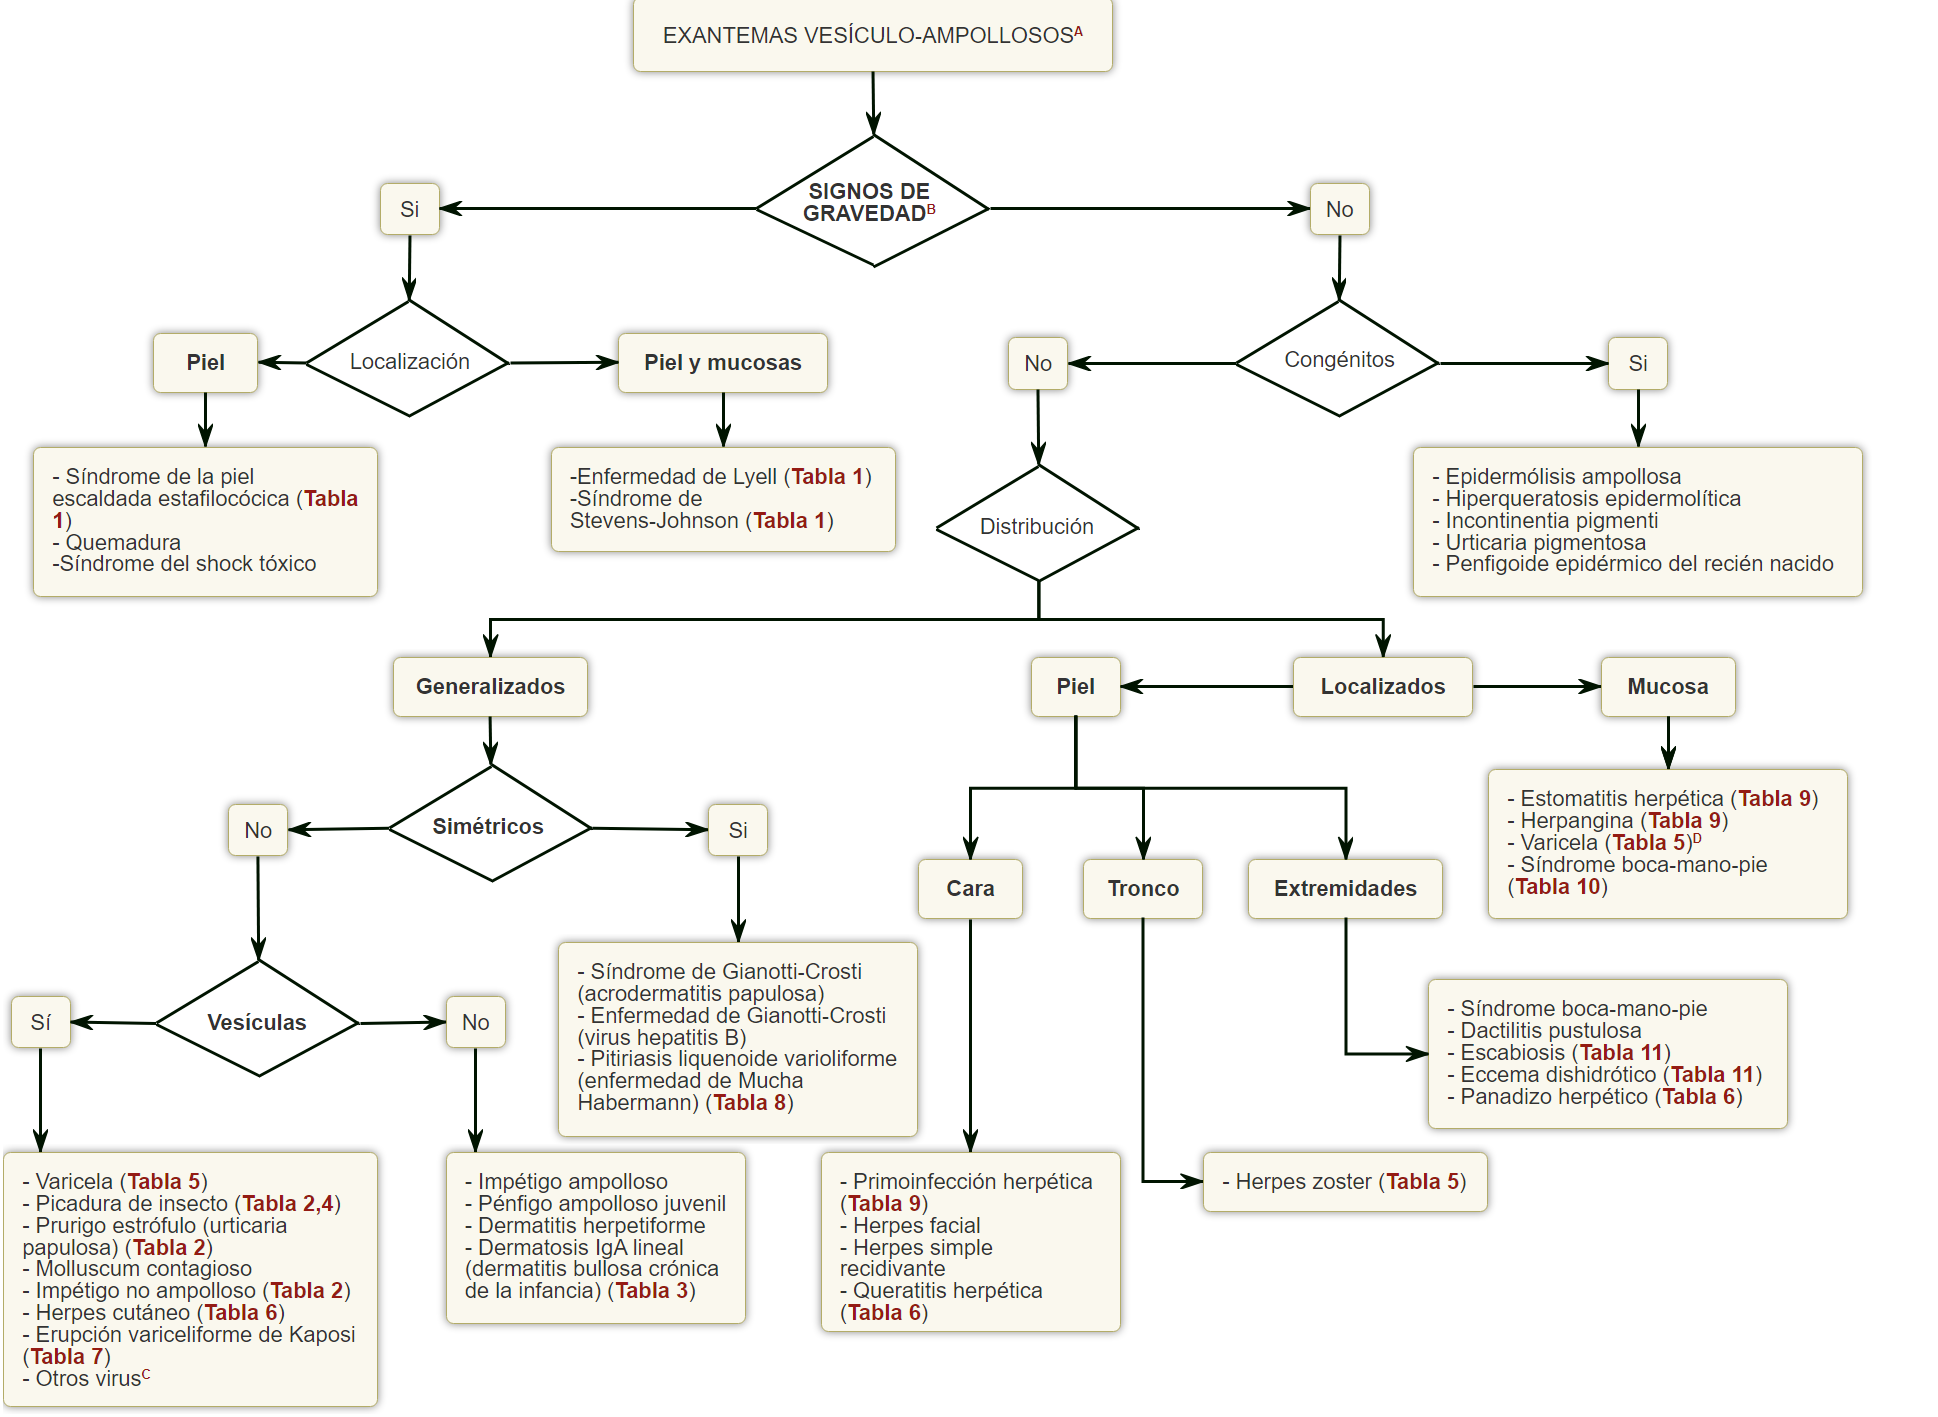 EXANTEMAS VESÍCULO-AMPOLLOSOSA
SIGNOS DE
GRAVEDADB
Si
No
Localización
Piel
Piel y mucosas
Congénitos
No
Si
- Síndrome de la piel
escaldada estafilocócica (Tabla
1)
- Quemadura
-Síndrome del shock tóxico
-Enfermedad de Lyell (Tabla 1)
-Síndrome de
Stevens-Johnson (Tabla 1)
Distribución
- Epidermólisis ampollosa
- Hiperqueratosis epidermolítica
- Incontinentia pigmenti
- Urticaria pigmentosa
- Penfigoide epidérmico del recién nacido
Generalizados
Piel
Localizados
Mucosa
Simétricos
No
Si
- Estomatitis herpética (Tabla 9)
- Herpangina (Tabla 9)
- Varicela (Tabla 5)D
- Síndrome boca-mano-pie
(Tabla 10)
Cara
Tronco
Extremidades
- Síndrome de Gianotti-Crosti
(acrodermatitis papulosa)
- Enfermedad de Gianotti-Crosti
(virus hepatitis B)
- Pitiriasis liquenoide varioliforme
(enfermedad de Mucha
Habermann) (Tabla 8)
Vesículas
Sí
No
- Síndrome boca-mano-pie
- Dactilitis pustulosa
- Escabiosis (Tabla 11)
- Eccema dishidrótico (Tabla 11)
- Panadizo herpético (Tabla 6)
- Varicela (Tabla 5)
- Picadura de insecto (Tabla 2,4)
- Prurigo estrófulo (urticaria
papulosa) (Tabla 2)
- Molluscum contagioso
- Impétigo no ampolloso (Tabla 2)
- Herpes cutáneo (Tabla 6)
- Erupción variceliforme de Kaposi
(Tabla 7)
- Otros virusC
- Impétigo ampolloso
- Pénfigo ampolloso juvenil
- Dermatitis herpetiforme
- Dermatosis IgA lineal
(dermatitis bullosa crónica
de la infancia) (Tabla 3)
- Primoinfección herpética
(Tabla 9)
- Herpes facial
- Herpes simple
recidivante
- Queratitis herpética
(Tabla 6)
- Herpes zoster (Tabla 5)